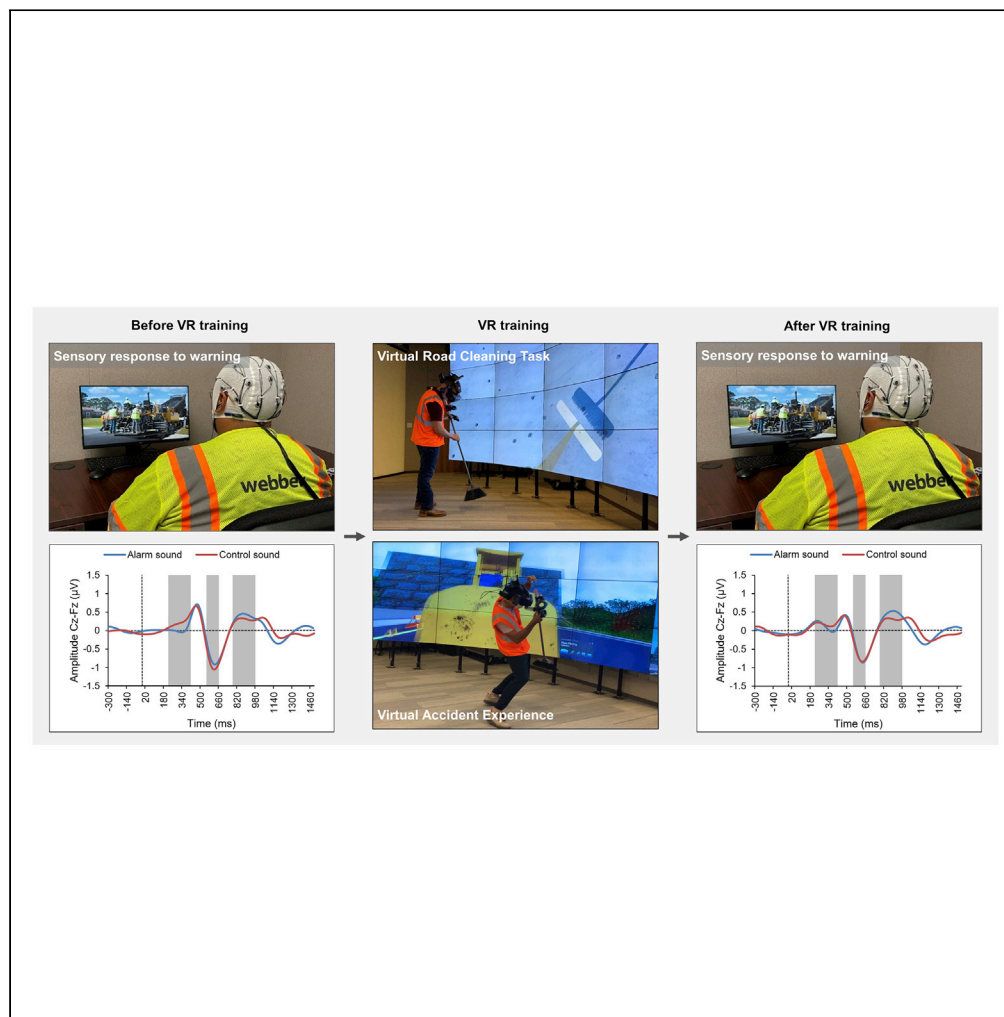 Before VR training
VR training
After VR training
Sensory response to warning
webber
Alarm sound
Control sound
Amplitude Cz-Fz (μV)
1.5
1
0.5
0
-0.5
-1
-1.5
-300
-140
20
180
340
500
660
820
980
1140
1300
1460
Time (ms)
Virtual Road Cleaning Task
Virtual Accident Experience
Sensory response to warning
webber
Alarm sound
Control sound
Amplitude Cz-Fz (μV)
1.5
1
0.5
0
-0.5
-1
-1.5
-300
-140
20
180
340
500
660
820
980
1140
1300
1460
Time (ms)